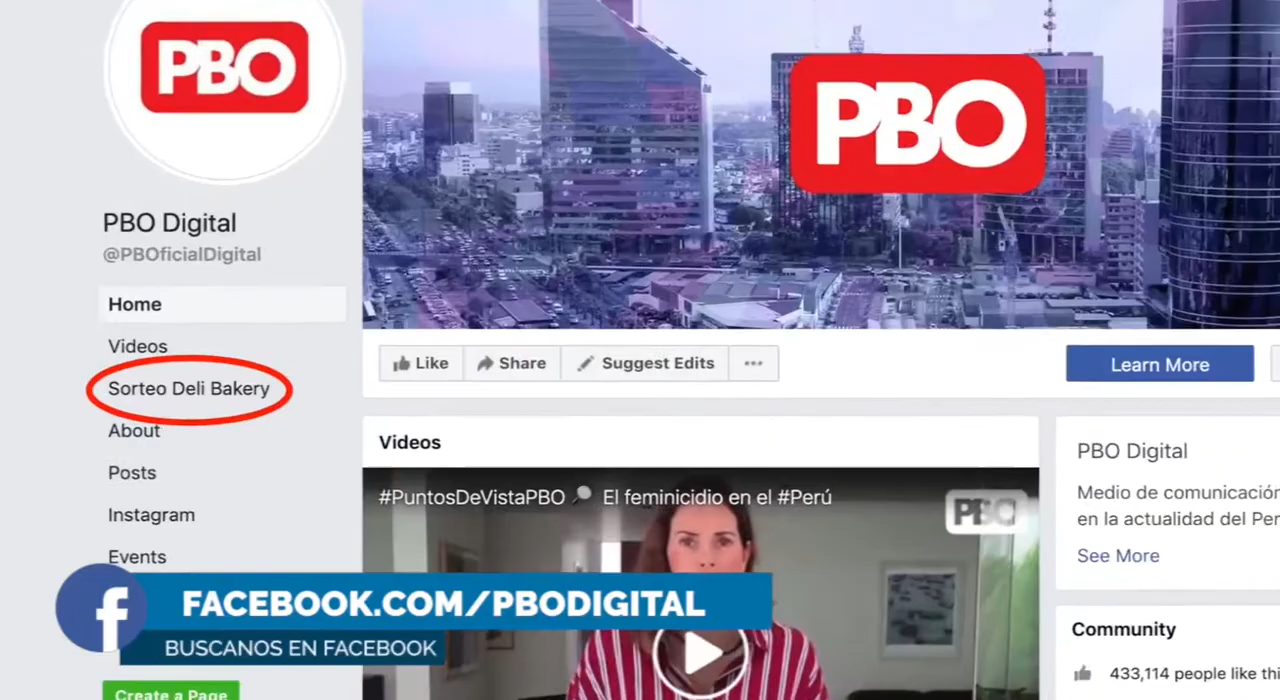 PBO
PBO
PBO Digital
@PBOficialDigital
Home
Videos
Sorteo Deli Bakery
About
Posts
Instagram
Events
Like
Share
Suggest Edits
Learn More
Videos
#PuntosDeVistaPBO El feminicidio en el #Perú
PBO
PBO Digital
Medio de comunicación
en la actualidad del Per
See More
Community
433,114 people like thi
f
FACEBOOK.COM/PBODIGITAL
BUSCANOS EN FACEBOOK
Create a Page